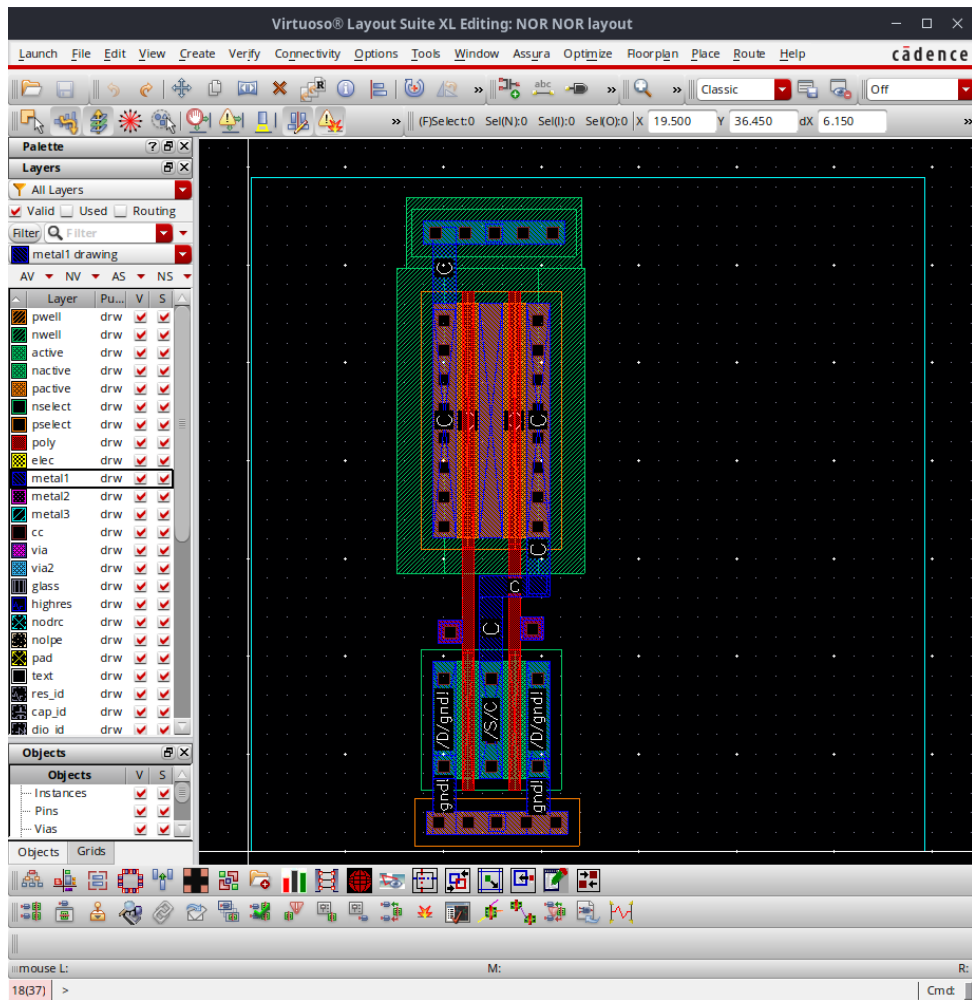 Virtuoso® Layout Suite XL Editing: NOR NOR layout
Launch File Edit View Create Verify Connectivity Options Tools Window Assura Optimize Floorplan Place Route Help cādence
» » » Classic Off
» (F)Select:0 Sel(N):0 Sel(I):0 Sel(O):0 X 19.500 Y 36.450 dX 6.150 »
Palette
Layers
All Layers
Valid Used Routing
Filter Filter
metal1 drawing
AV NV AS NS
Layer Pu... V S
pwell drw
nwell drw
active drw
nactive drw
pactive drw
nselect drw
pselect drw
poly drw
elec drw
metal1 drw
metal2 drw
metal3 drw
cc drw
via drw
via2 drw
glass drw
highres drw
nodrc drw
nolpe drw
pad drw
text drw
res_id drw
cap_id drw
dio id drw
Objects
Objects V S
Instances
Pins
Vias
Objects Grids
C
C C
C
C
C
/D/gnd! /S/C /D/gnd!
gnd! gnd!
mouse L: M: R:
18(37) > Cmd: